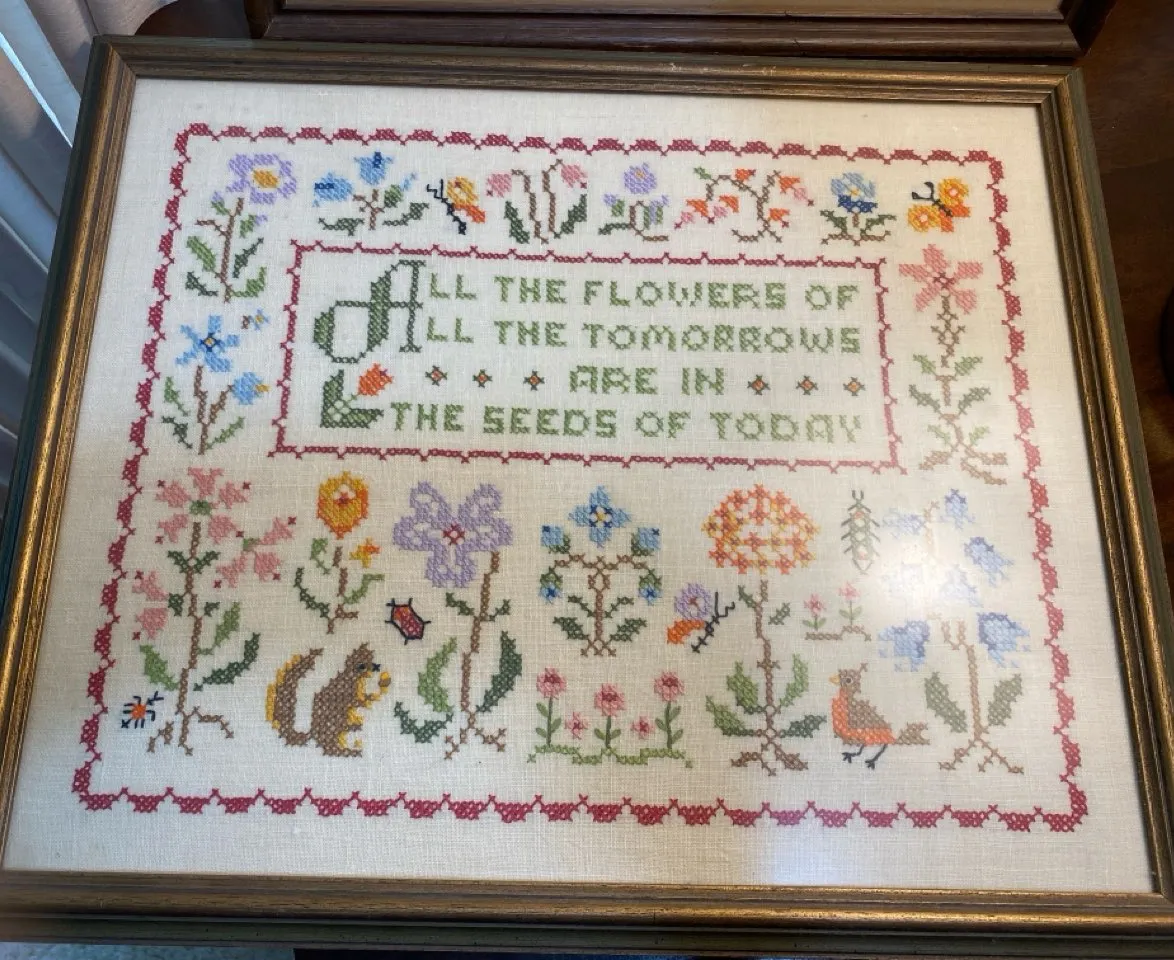 ALL THE FLOWERS OF
ALL THE TOMORROWS
ARE IN
THE SEEDS OF TODAY